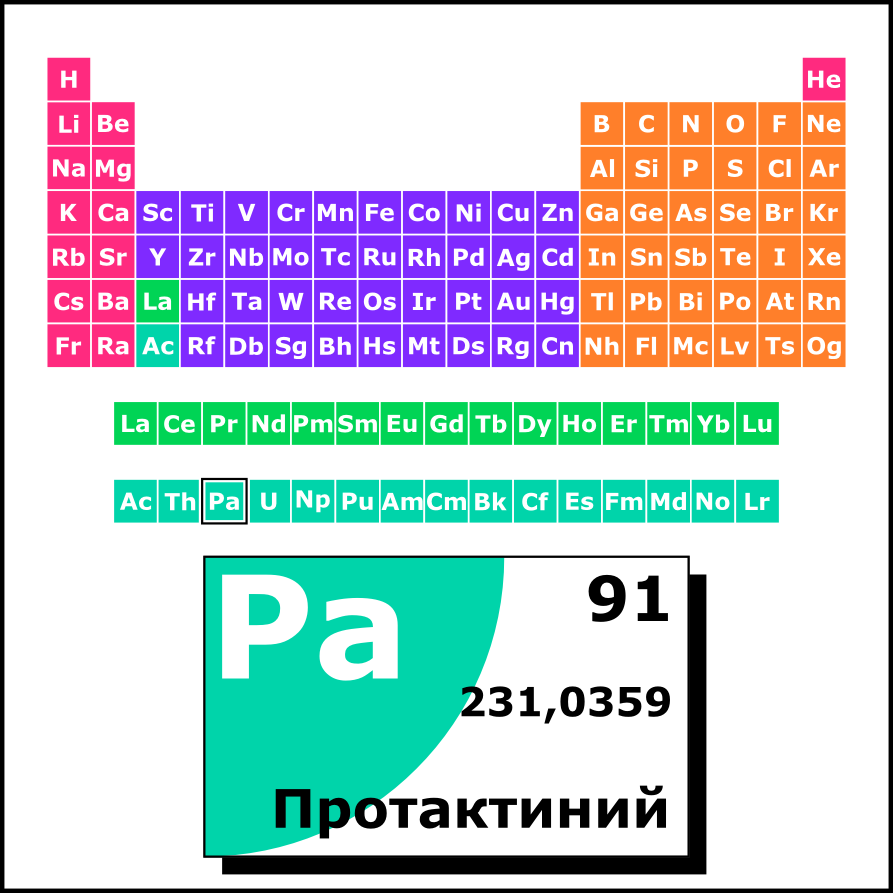 H He
Li Be B C N O F Ne
Na Mg Al Si P S Cl Ar
K Ca Sc Ti V Cr Mn Fe Co Ni Cu Zn Ga Ge As Se Br Kr
Rb Sr Y Zr Nb Mo Tc Ru Rh Pd Ag Cd In Sn Sb Te I Xe
Cs Ba La Hf Ta W Re Os Ir Pt Au Hg Tl Pb Bi Po At Rn
Fr Ra Ac Rf Db Sg Bh Hs Mt Ds Rg Cn Nh Fl Mc Lv Ts Og
La Ce Pr Nd Pm Sm Eu Gd Tb Dy Ho Er Tm Yb Lu
Ac Th Pa U Np Pu Am Cm Bk Cf Es Fm Md No Lr
Pa 91
231,0359
Протактиний